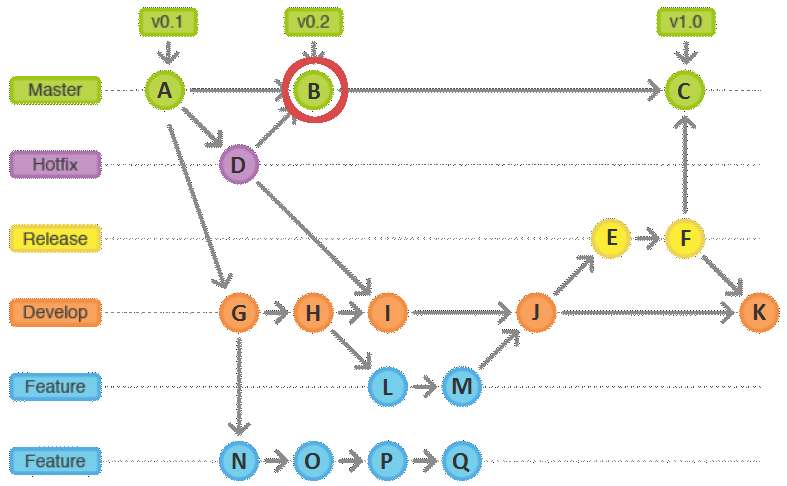 v0.1 v0.2 v1.0
Master A B C
Hotfix D
Release E F
Develop G H I J K
Feature L M
Feature N O P Q